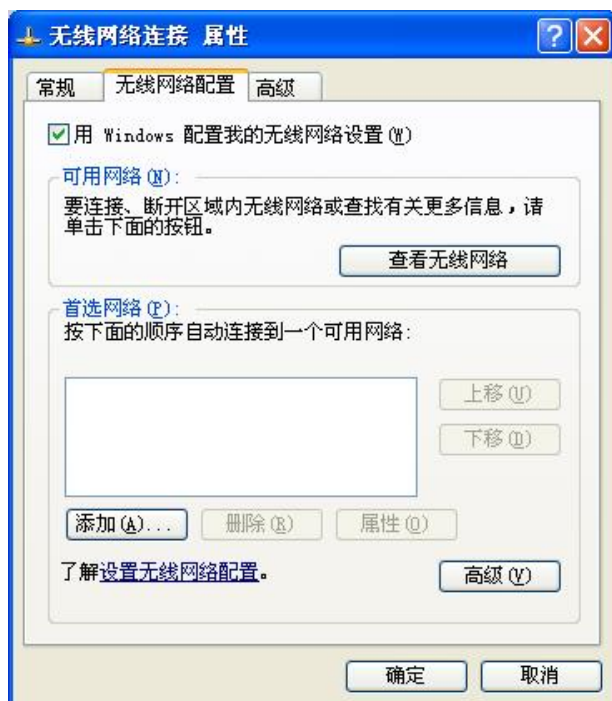 无线网络连接 属性
常规 无线网络配置 高级
用 Windows 配置我的无线网络设置(W)
可用网络(N):
要连接、断开区域内无线网络或查找有关更多信息，请
单击下面的按钮。
查看无线网络
首选网络(P):
按下面的顺序自动连接到一个可用网络:
上移(U)
下移(D)
添加(A)... 删除(R) 属性(O)
了解设置无线网络配置。
高级(V)
确定 取消